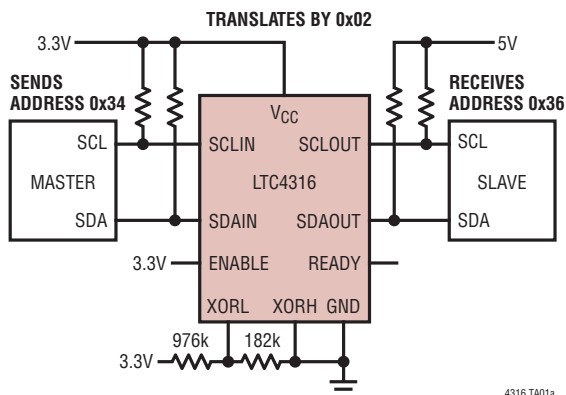 TRANSLATES BY 0x02
3.3V
5V
SENDS
ADDRESS 0x34
RECEIVES
ADDRESS 0x36
VCC
SCL
SCLIN
SCLOUT
SCL
MASTER
LTC4316
SLAVE
SDA
SDAIN
SDAOUT
SDA
3.3V
ENABLE
READY
XORL
XORH
GND
976k
182k
3.3V
4316 TA01a